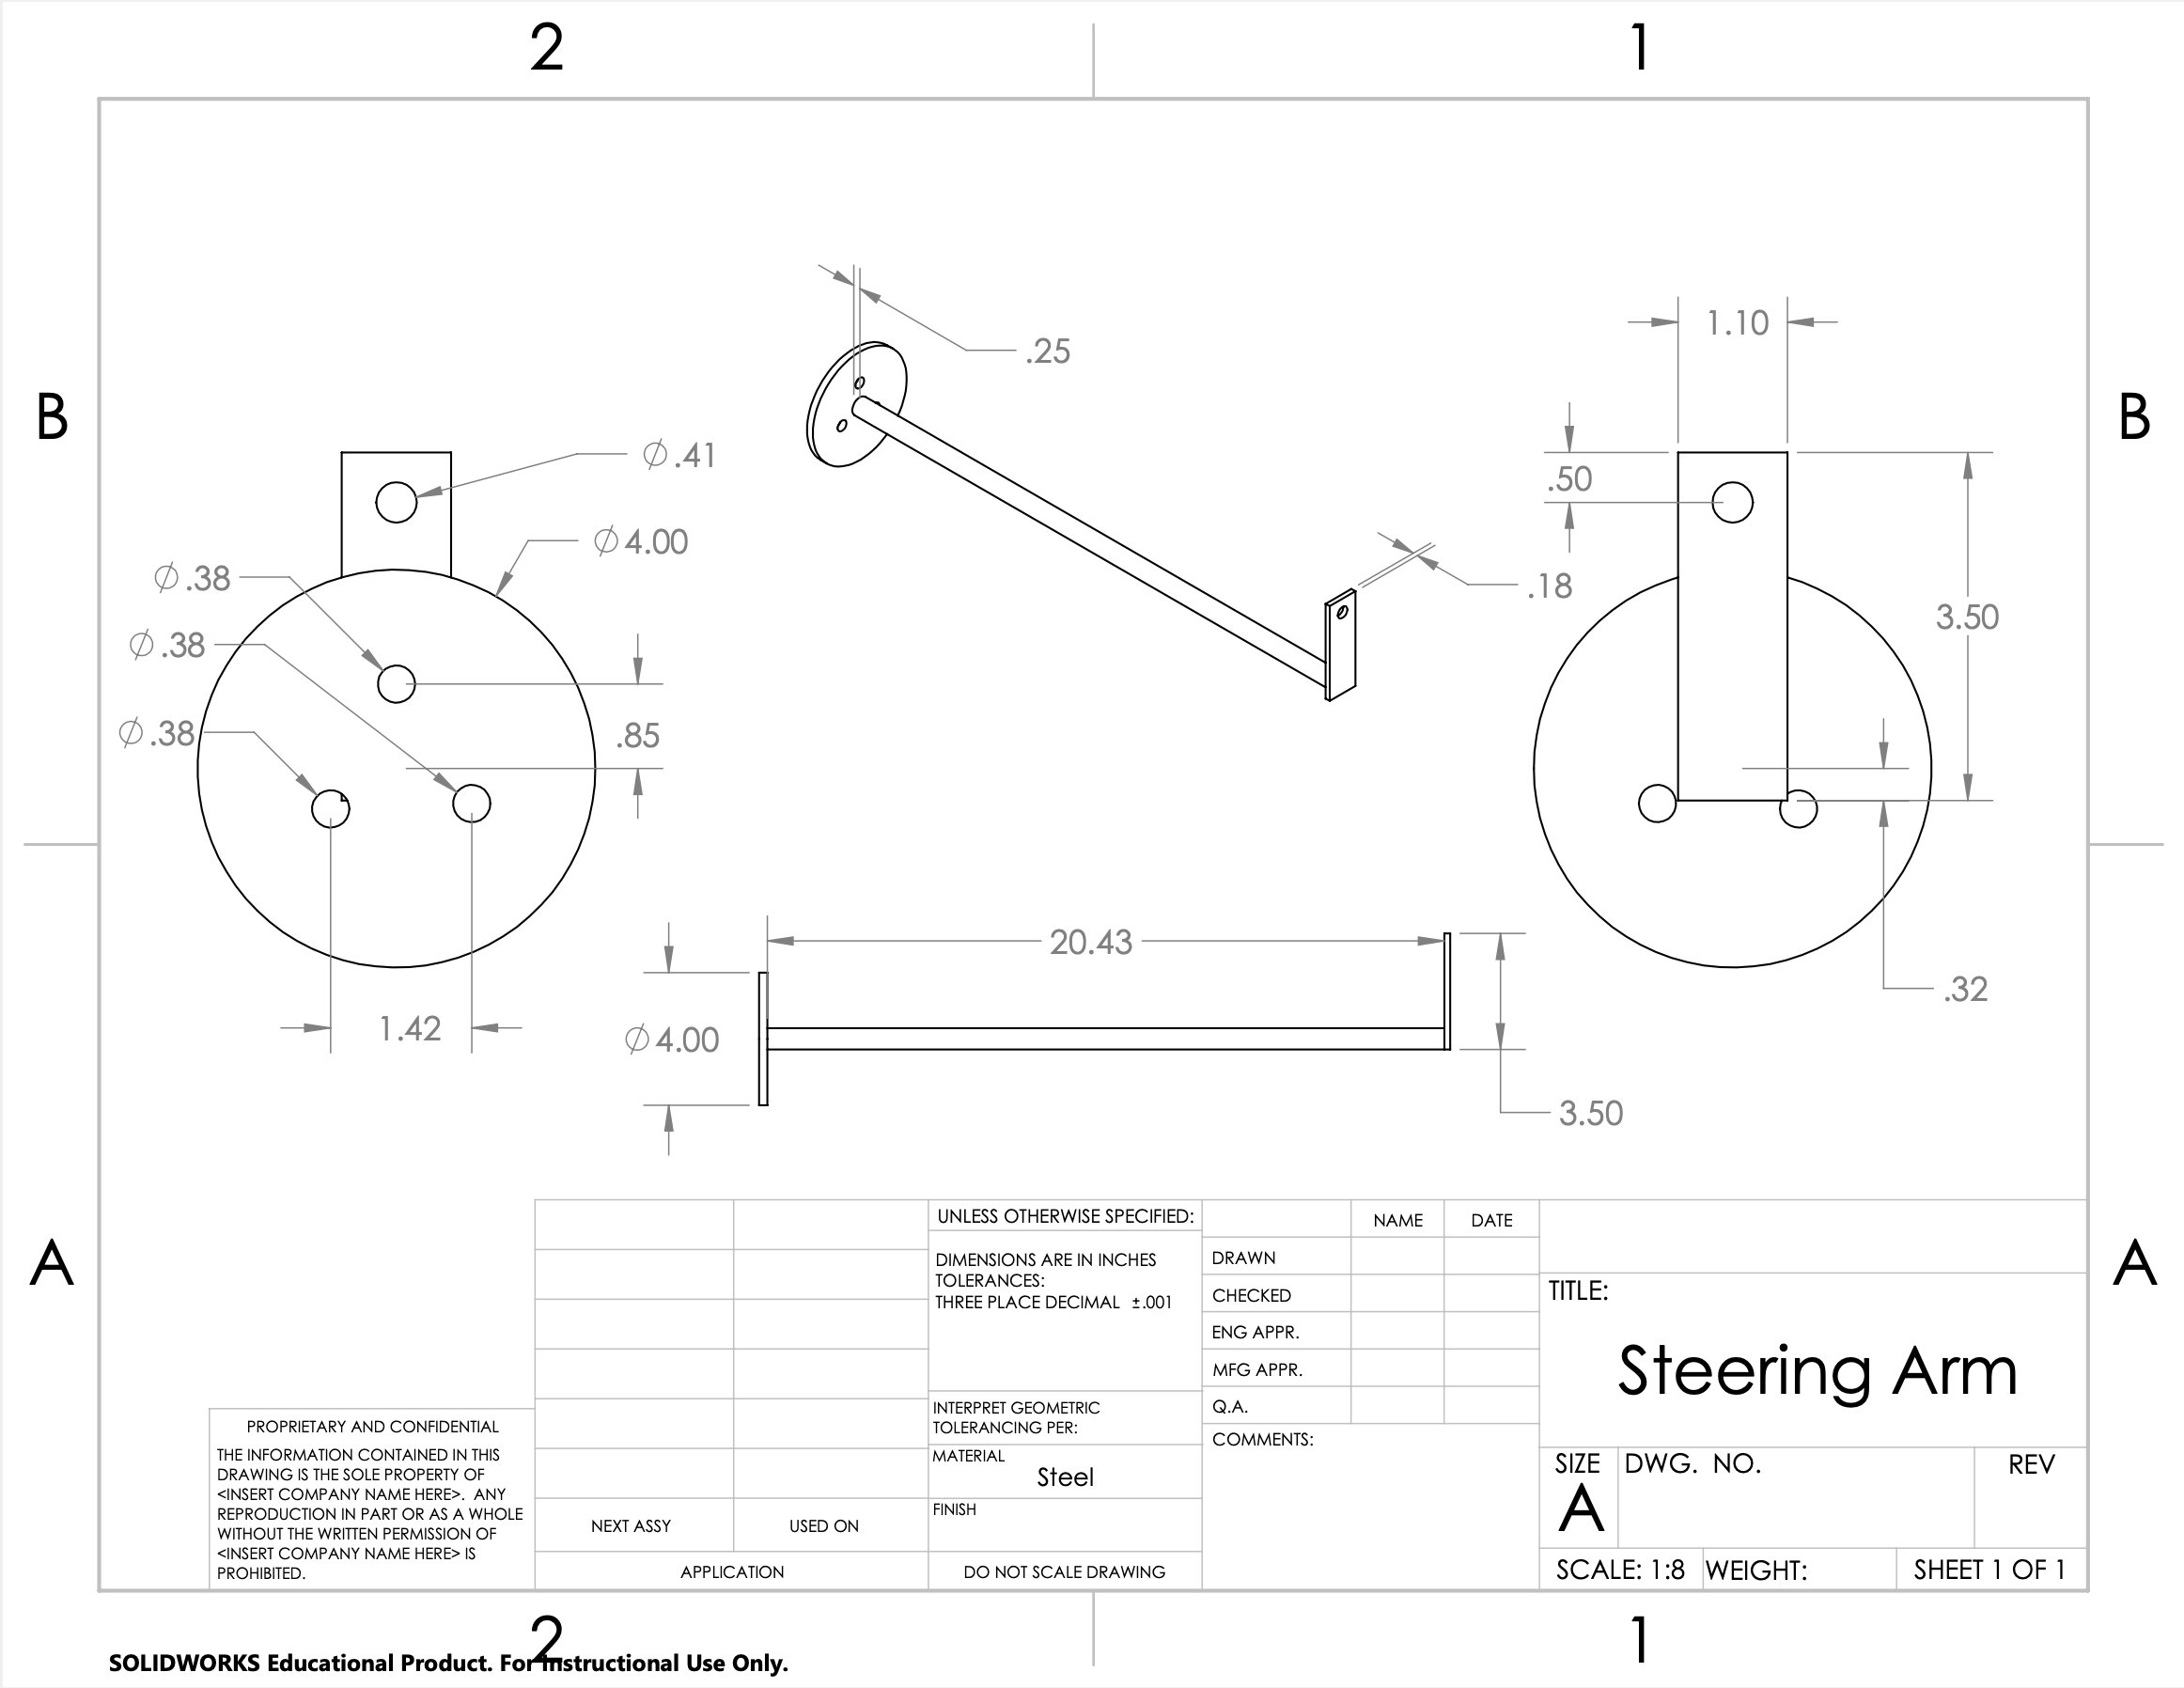 2
1
B
B
.25
1.10
∅.41
.50
∅4.00
∅.38
.18
3.50
∅.38
∅.38
.85
20.43
.32
1.42
∅4.00
3.50
A
A
UNLESS OTHERWISE SPECIFIED:
DIMENSIONS ARE IN INCHES
TOLERANCES:
THREE PLACE DECIMAL ±.001
INTERPRET GEOMETRIC
TOLERANCING PER:
MATERIAL
Steel
FINISH
DO NOT SCALE DRAWING
NAME DATE
DRAWN
CHECKED
ENG APPR.
MFG APPR.
Q.A.
COMMENTS:
TITLE:
Steering Arm
SIZE DWG. NO. REV
A
SCALE: 1:8 WEIGHT: SHEET 1 OF 1
PROPRIETARY AND CONFIDENTIAL
THE INFORMATION CONTAINED IN THIS
DRAWING IS THE SOLE PROPERTY OF
<INSERT COMPANY NAME HERE>. ANY
REPRODUCTION IN PART OR AS A WHOLE
WITHOUT THE WRITTEN PERMISSION OF
<INSERT COMPANY NAME HERE> IS
PROHIBITED.
NEXT ASSY USED ON
APPLICATION
2
1
SOLIDWORKS Educational Product. For Instructional Use Only.